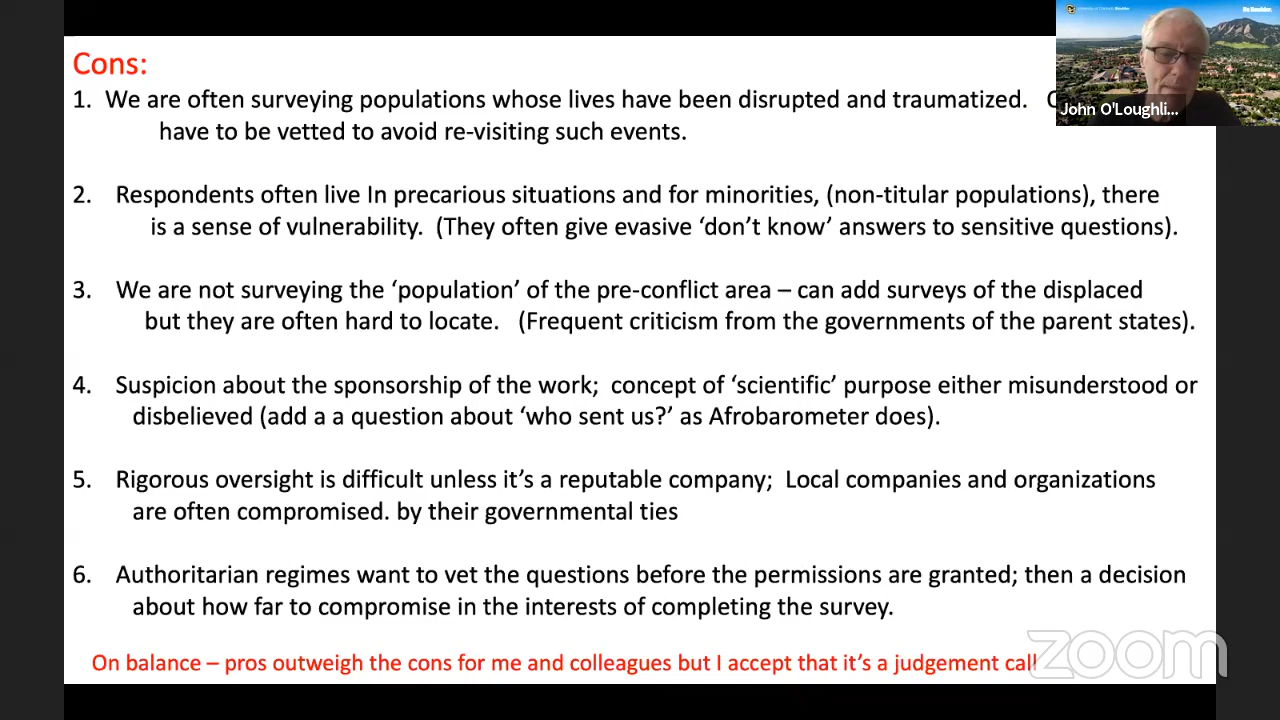 Cons:
1. We are often surveying populations whose lives have been disrupted and traumatized.
have to be vetted to avoid re-visiting such events.
2. Respondents often live In precarious situations and for minorities, (non-titular populations), there
is a sense of vulnerability. (They often give evasive ‘don’t know’ answers to sensitive questions).
3. We are not surveying the ‘population’ of the pre-conflict area – can add surveys of the displaced
but they are often hard to locate. (Frequent criticism from the governments of the parent states).
4. Suspicion about the sponsorship of the work; concept of ‘scientific’ purpose either misunderstood or
disbelieved (add a a question about ‘who sent us?’ as Afrobarometer does).
5. Rigorous oversight is difficult unless it’s a reputable company; Local companies and organizations
are often compromised. by their governmental ties
6. Authoritarian regimes want to vet the questions before the permissions are granted; then a decision
about how far to compromise in the interests of completing the survey.
On balance – pros outweigh the cons for me and colleagues but I accept that it’s a judgement call
University of Colorado Boulder
Be Boulder.
John O'Loughli...
zoom